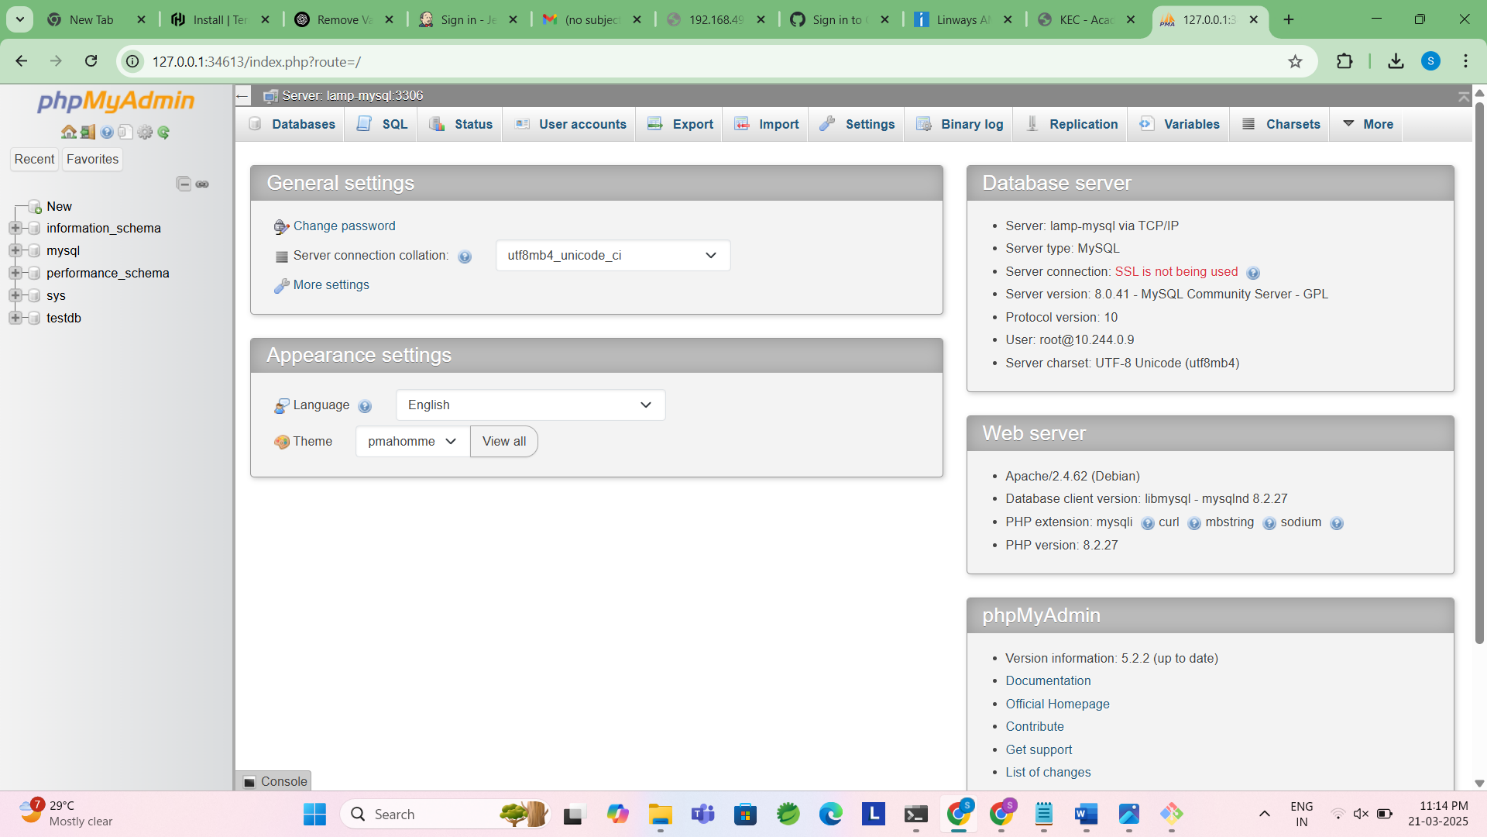 New Tab
Install | Ter
Remove Va
Sign in - Je
(no subjec
192.168.49
Sign in to G
Linways AM
KEC - Acad
127.0.0.1:3
127.0.0.1:34613/index.php?route=/
S
phpMyAdmin
Recent
Favorites
New
information_schema
mysql
performance_schema
sys
testdb
Server: lamp-mysql:3306
Databases
SQL
Status
User accounts
Export
Import
Settings
Binary log
Replication
Variables
Charsets
More
General settings
Change password
Server connection collation:
utf8mb4_unicode_ci
More settings
Appearance settings
Language
English
Theme
pmahomme
View all
Database server
Server: lamp-mysql via TCP/IP
Server type: MySQL
Server connection: SSL is not being used
Server version: 8.0.41 - MySQL Community Server - GPL
Protocol version: 10
User: root@10.244.0.9
Server charset: UTF-8 Unicode (utf8mb4)
Web server
Apache/2.4.62 (Debian)
Database client version: libmysql - mysqlnd 8.2.27
PHP extension: mysqli curl mbstring sodium
PHP version: 8.2.27
phpMyAdmin
Version information: 5.2.2 (up to date)
Documentation
Official Homepage
Contribute
Get support
List of changes
Console
7
29°C
Mostly clear
Search
ENG
IN
11:14 PM
21-03-2025